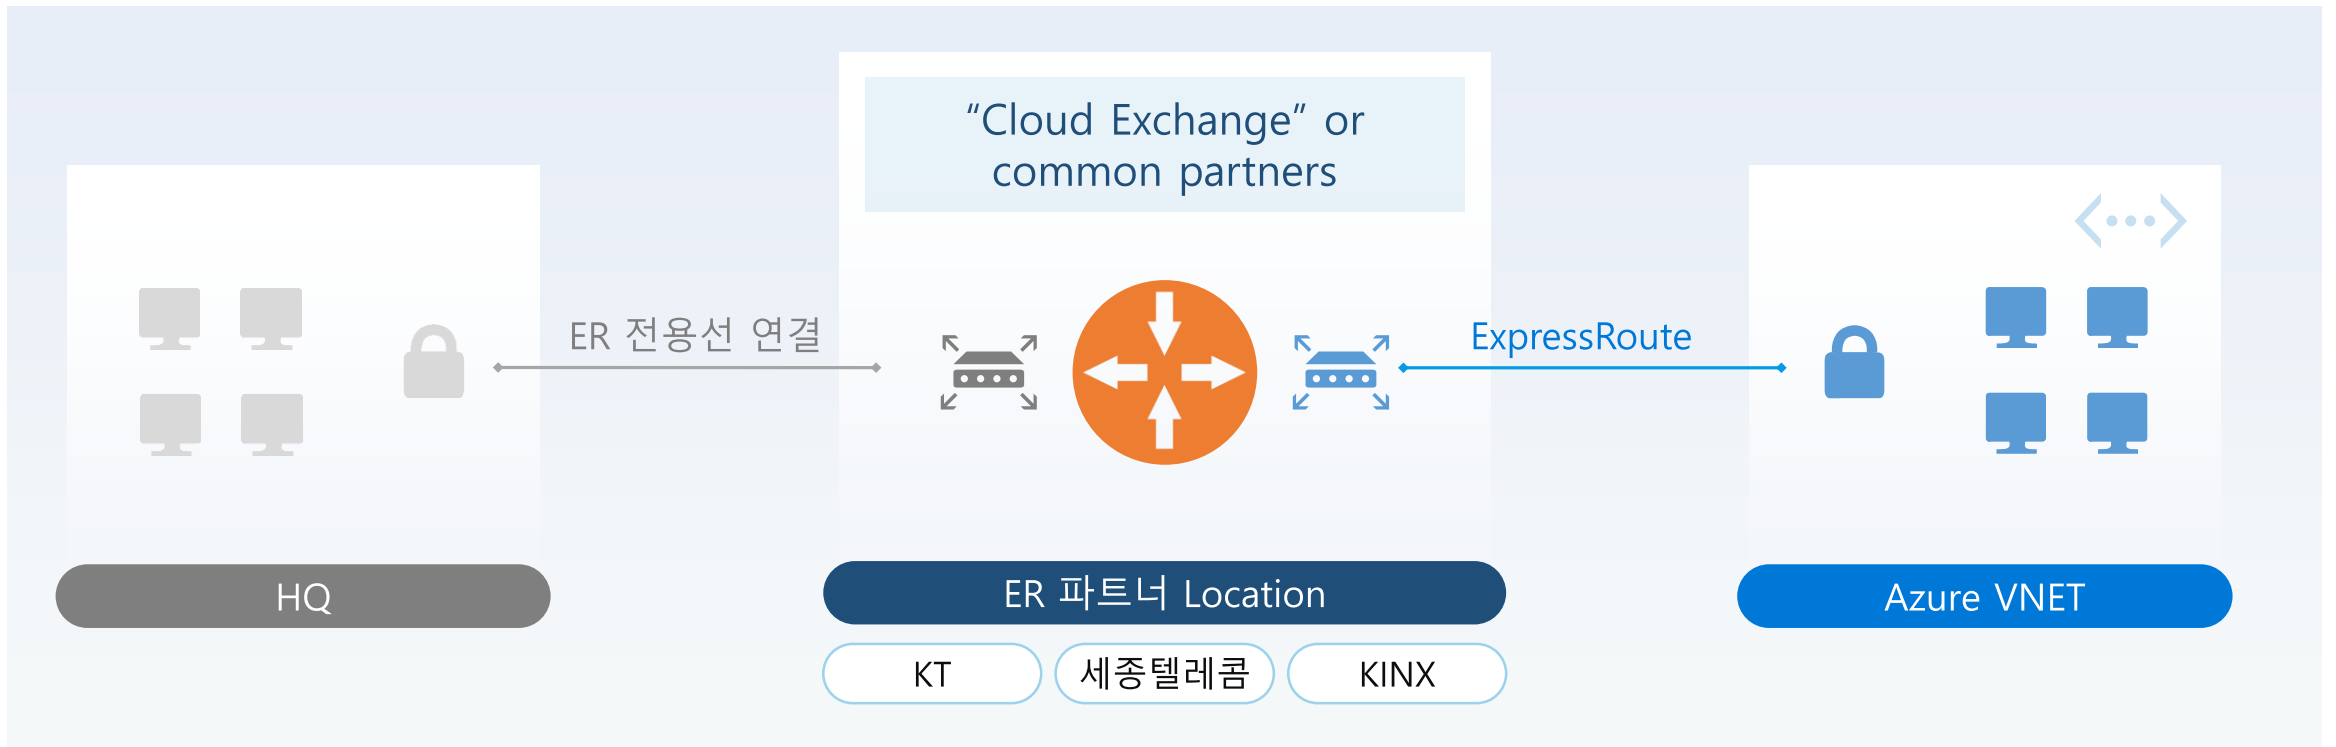 “Cloud Exchange” or
common partners
ER 전용선 연결
ExpressRoute
HQ
ER 파트너 Location
Azure VNET
KT
세종텔레콤
KINX